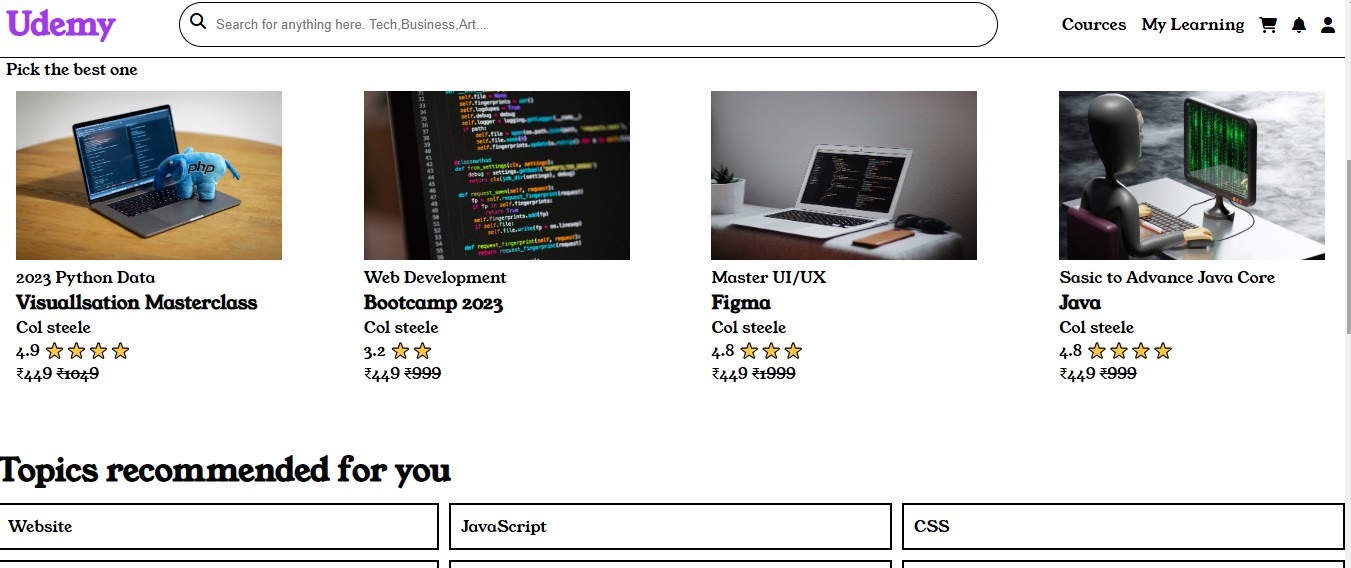 Udemy
Search for anything here. Tech,Business,Art...
Cources
My Learning
Pick the best one
php
2023 Python Data
Visuallsation Masterclass
Col steele
4.9
₹449 ₹1049
Web Development
Bootcamp 2023
Col steele
3.2
₹449 ₹999
Master UI/UX
Figma
Col steele
4.8
₹449 ₹1999
Sasic to Advance Java Core
Java
Col steele
4.8
₹449 ₹999
Topics recommended for you
Website
JavaScript
CSS